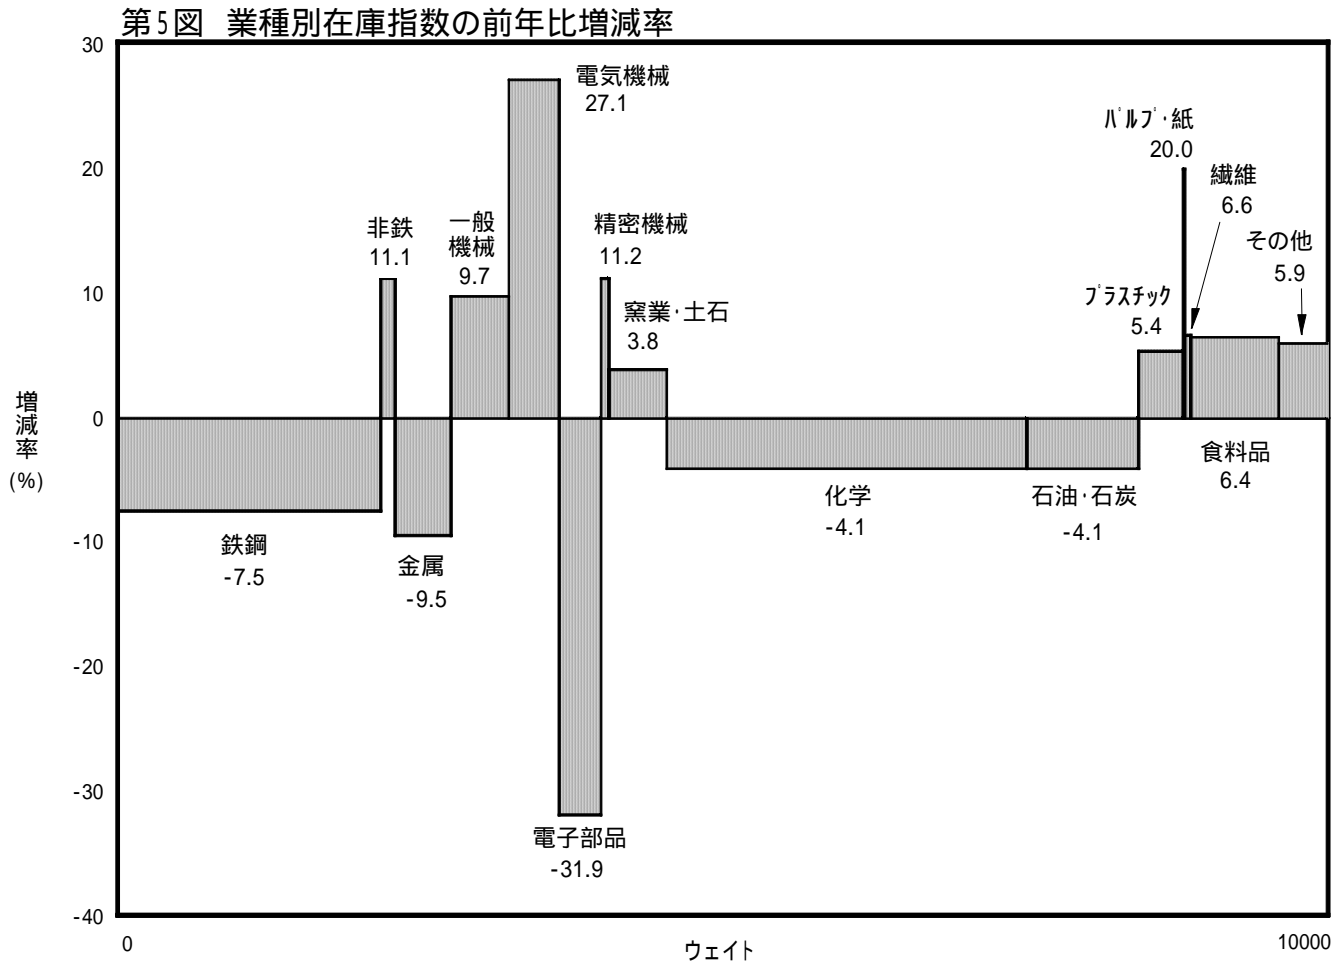 第5図 業種別在庫指数の前年比増減率
30
20
10
0
-10
-20
-30
-40
増減率
(%)
鉄鋼
-7.5
非鉄
11.1
金属
-9.5
一般
機械
9.7
電気機械
27.1
電子部品
-31.9
精密機械
11.2
窯業・土石
3.8
化学
-4.1
石油・石炭
-4.1
プラスチック
5.4
パルプ・紙
20.0
繊維
6.6
食料品
6.4
その他
5.9
0
ウェイト
10000